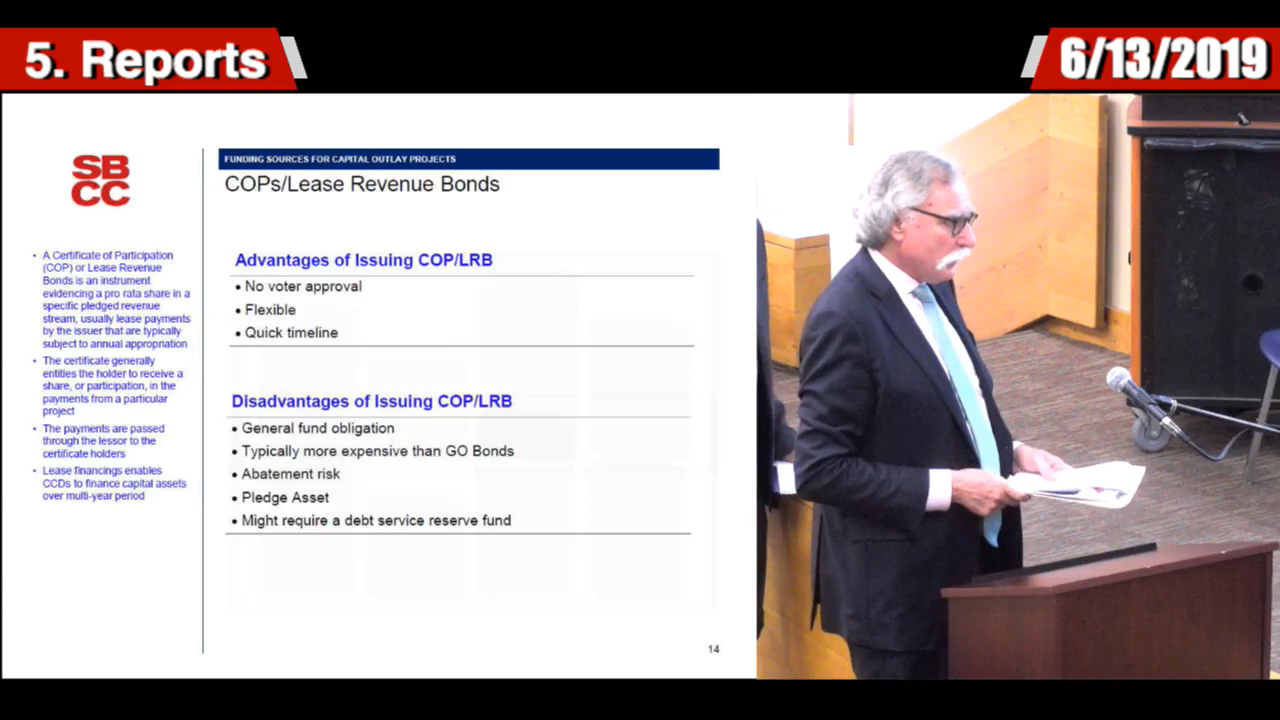 5. Reports
6/13/2019
SB
CC
FUNDING SOURCES FOR CAPITAL OUTLAY PROJECTS
COPs/Lease Revenue Bonds
• A Certificate of Participation
(COP) or Lease Revenue
Bonds is an instrument
evidencing a pro rata share in a
specific pledged revenue
stream, usually lease payments
by the issuer that are typically
subject to annual appropriation
• The certificate generally
entitles the holder to receive a
share, or participation, in the
payments from a particular
project
• The payments are passed
through the lessor to the
certificate holders
• Lease financings enables
CCDs to finance capital assets
over multi-year period
Advantages of Issuing COP/LRB
• No voter approval
• Flexible
• Quick timeline
Disadvantages of Issuing COP/LRB
• General fund obligation
• Typically more expensive than GO Bonds
• Abatement risk
• Pledge Asset
• Might require a debt service reserve fund
14